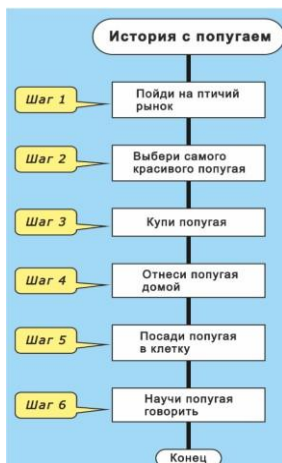 История с попугаем
Шаг 1
Пойди на птичий
рынок
Шаг 2
Выбери самого
красивого попугая
Шаг 3
Купи попугая
Шаг 4
Отнеси попугая
домой
Шаг 5
Посади попугая
в клетку
Шаг 6
Научи попугая
говорить
Конец